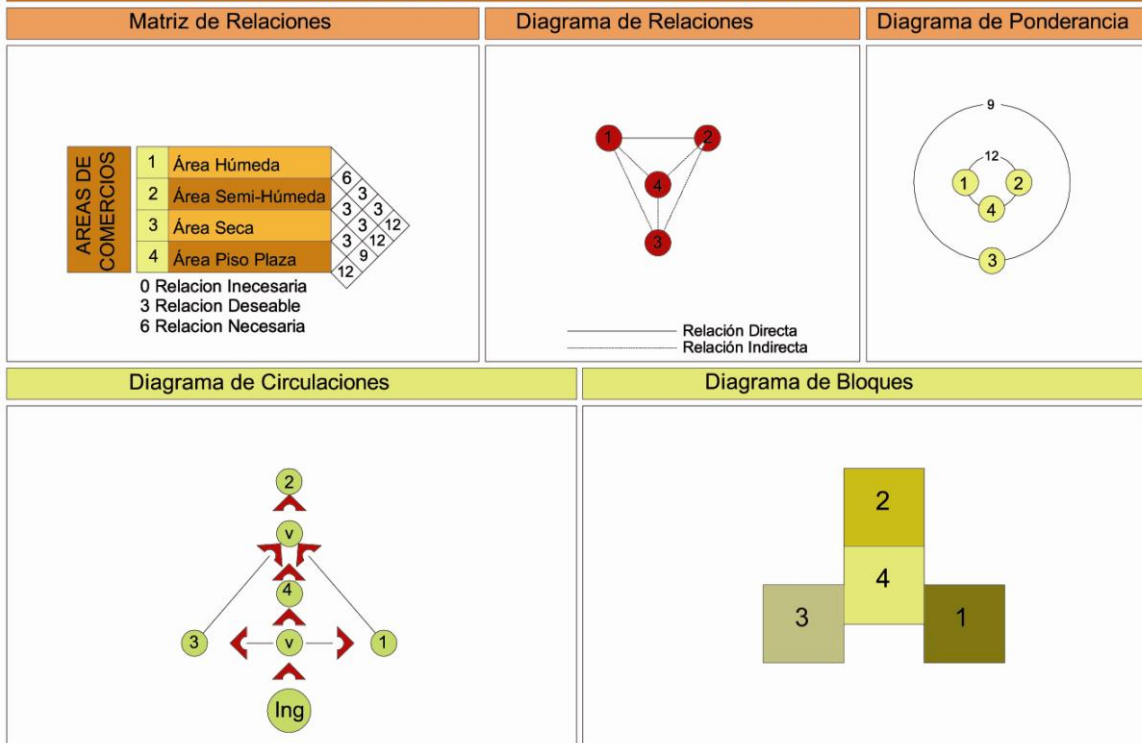 Matriz de Relaciones
AREAS DE
COMERCIOS
1 Área Húmeda
2 Área Semi-Húmeda
3 Área Seca
4 Área Piso Plaza
6
3
3 3
3 12
3 12
9
12
0 Relacion Inecesaria
3 Relacion Deseable
6 Relacion Necesaria
Diagrama de Relaciones
1 2
4
3
Relación Directa
Relación Indirecta
Diagrama de Ponderancia
9
12
1 2
4
3
Diagrama de Circulaciones
2
v
4
3 v 1
Ing
Diagrama de Bloques
2
4
3 1